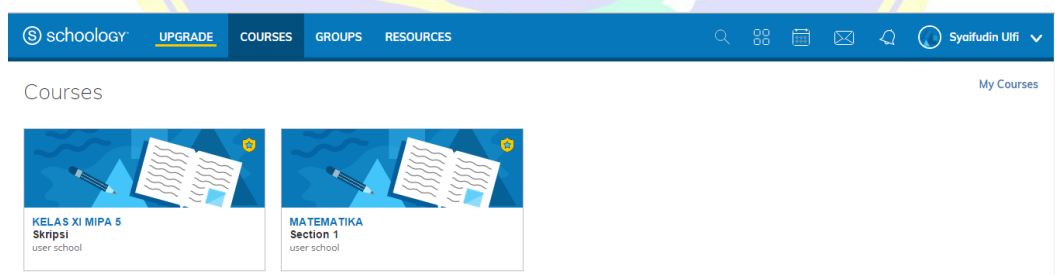 schoology UPGRADE COURSES GROUPS RESOURCES Syaifudin Ulfi
Courses
My Courses
KELAS XI MIPA 5
Skripsi
user school
MATEMATIKA
Section 1
user school